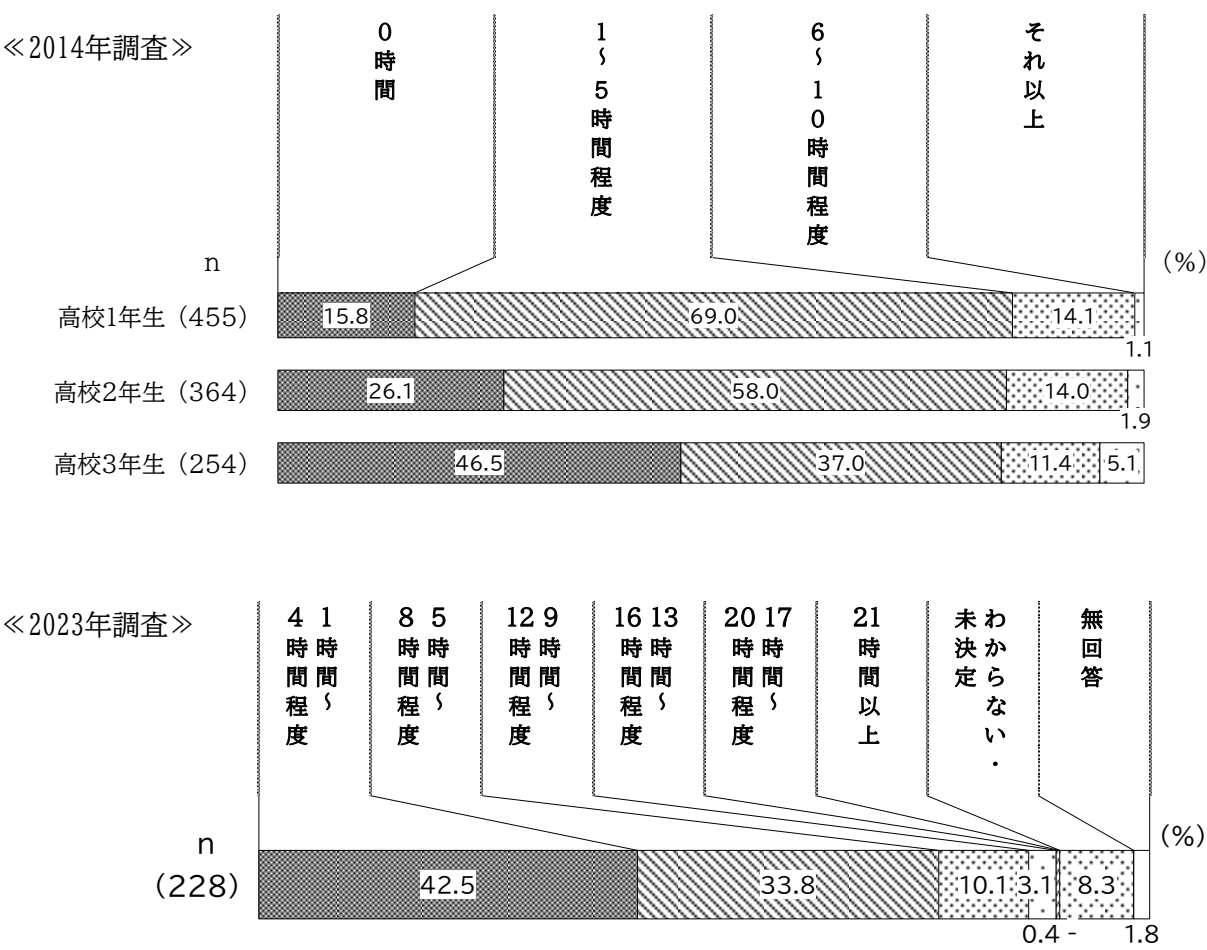 ≪2014年調査≫
0時間
1～5時間程度
6～10時間程度
それ以上
n
(%)
高校1年生 (455)
15.8
69.0
14.1
1.1
高校2年生 (364)
26.1
58.0
14.0
1.9
高校3年生 (254)
46.5
37.0
11.4
5.1
≪2023年調査≫
1時間～
4時間程度
5時間～
8時間程度
9時間～
12時間程度
13時間～
16時間程度
17時間～
20時間程度
21時間以上
わからない・
未決定
無回答
n
(%)
(228)
42.5
33.8
10.1
3.1
0.4
-
8.3
1.8